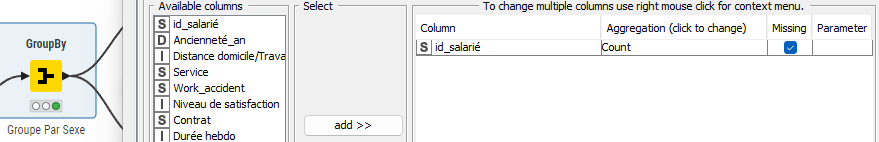 GroupBy
Groupe Par Sexe
Available columns
S id_salarié
D Ancienneté_an
I Distance domicile/Trava
S Service
S Work_accident
I Niveau de satisfaction
S Contrat
I Durée hebdo
Select
add >>
To change multiple columns use right mouse click for context menu.
Column Aggregation (click to change) Missing Parameter
S id_salarié Count